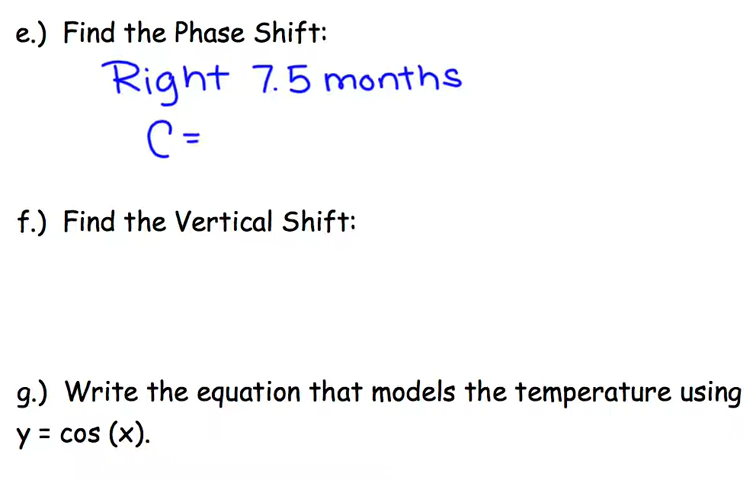 e.) Find the Phase Shift:
Right 7.5 months
C =
f.) Find the Vertical Shift:
g.) Write the equation that models the temperature using
y = cos (x).